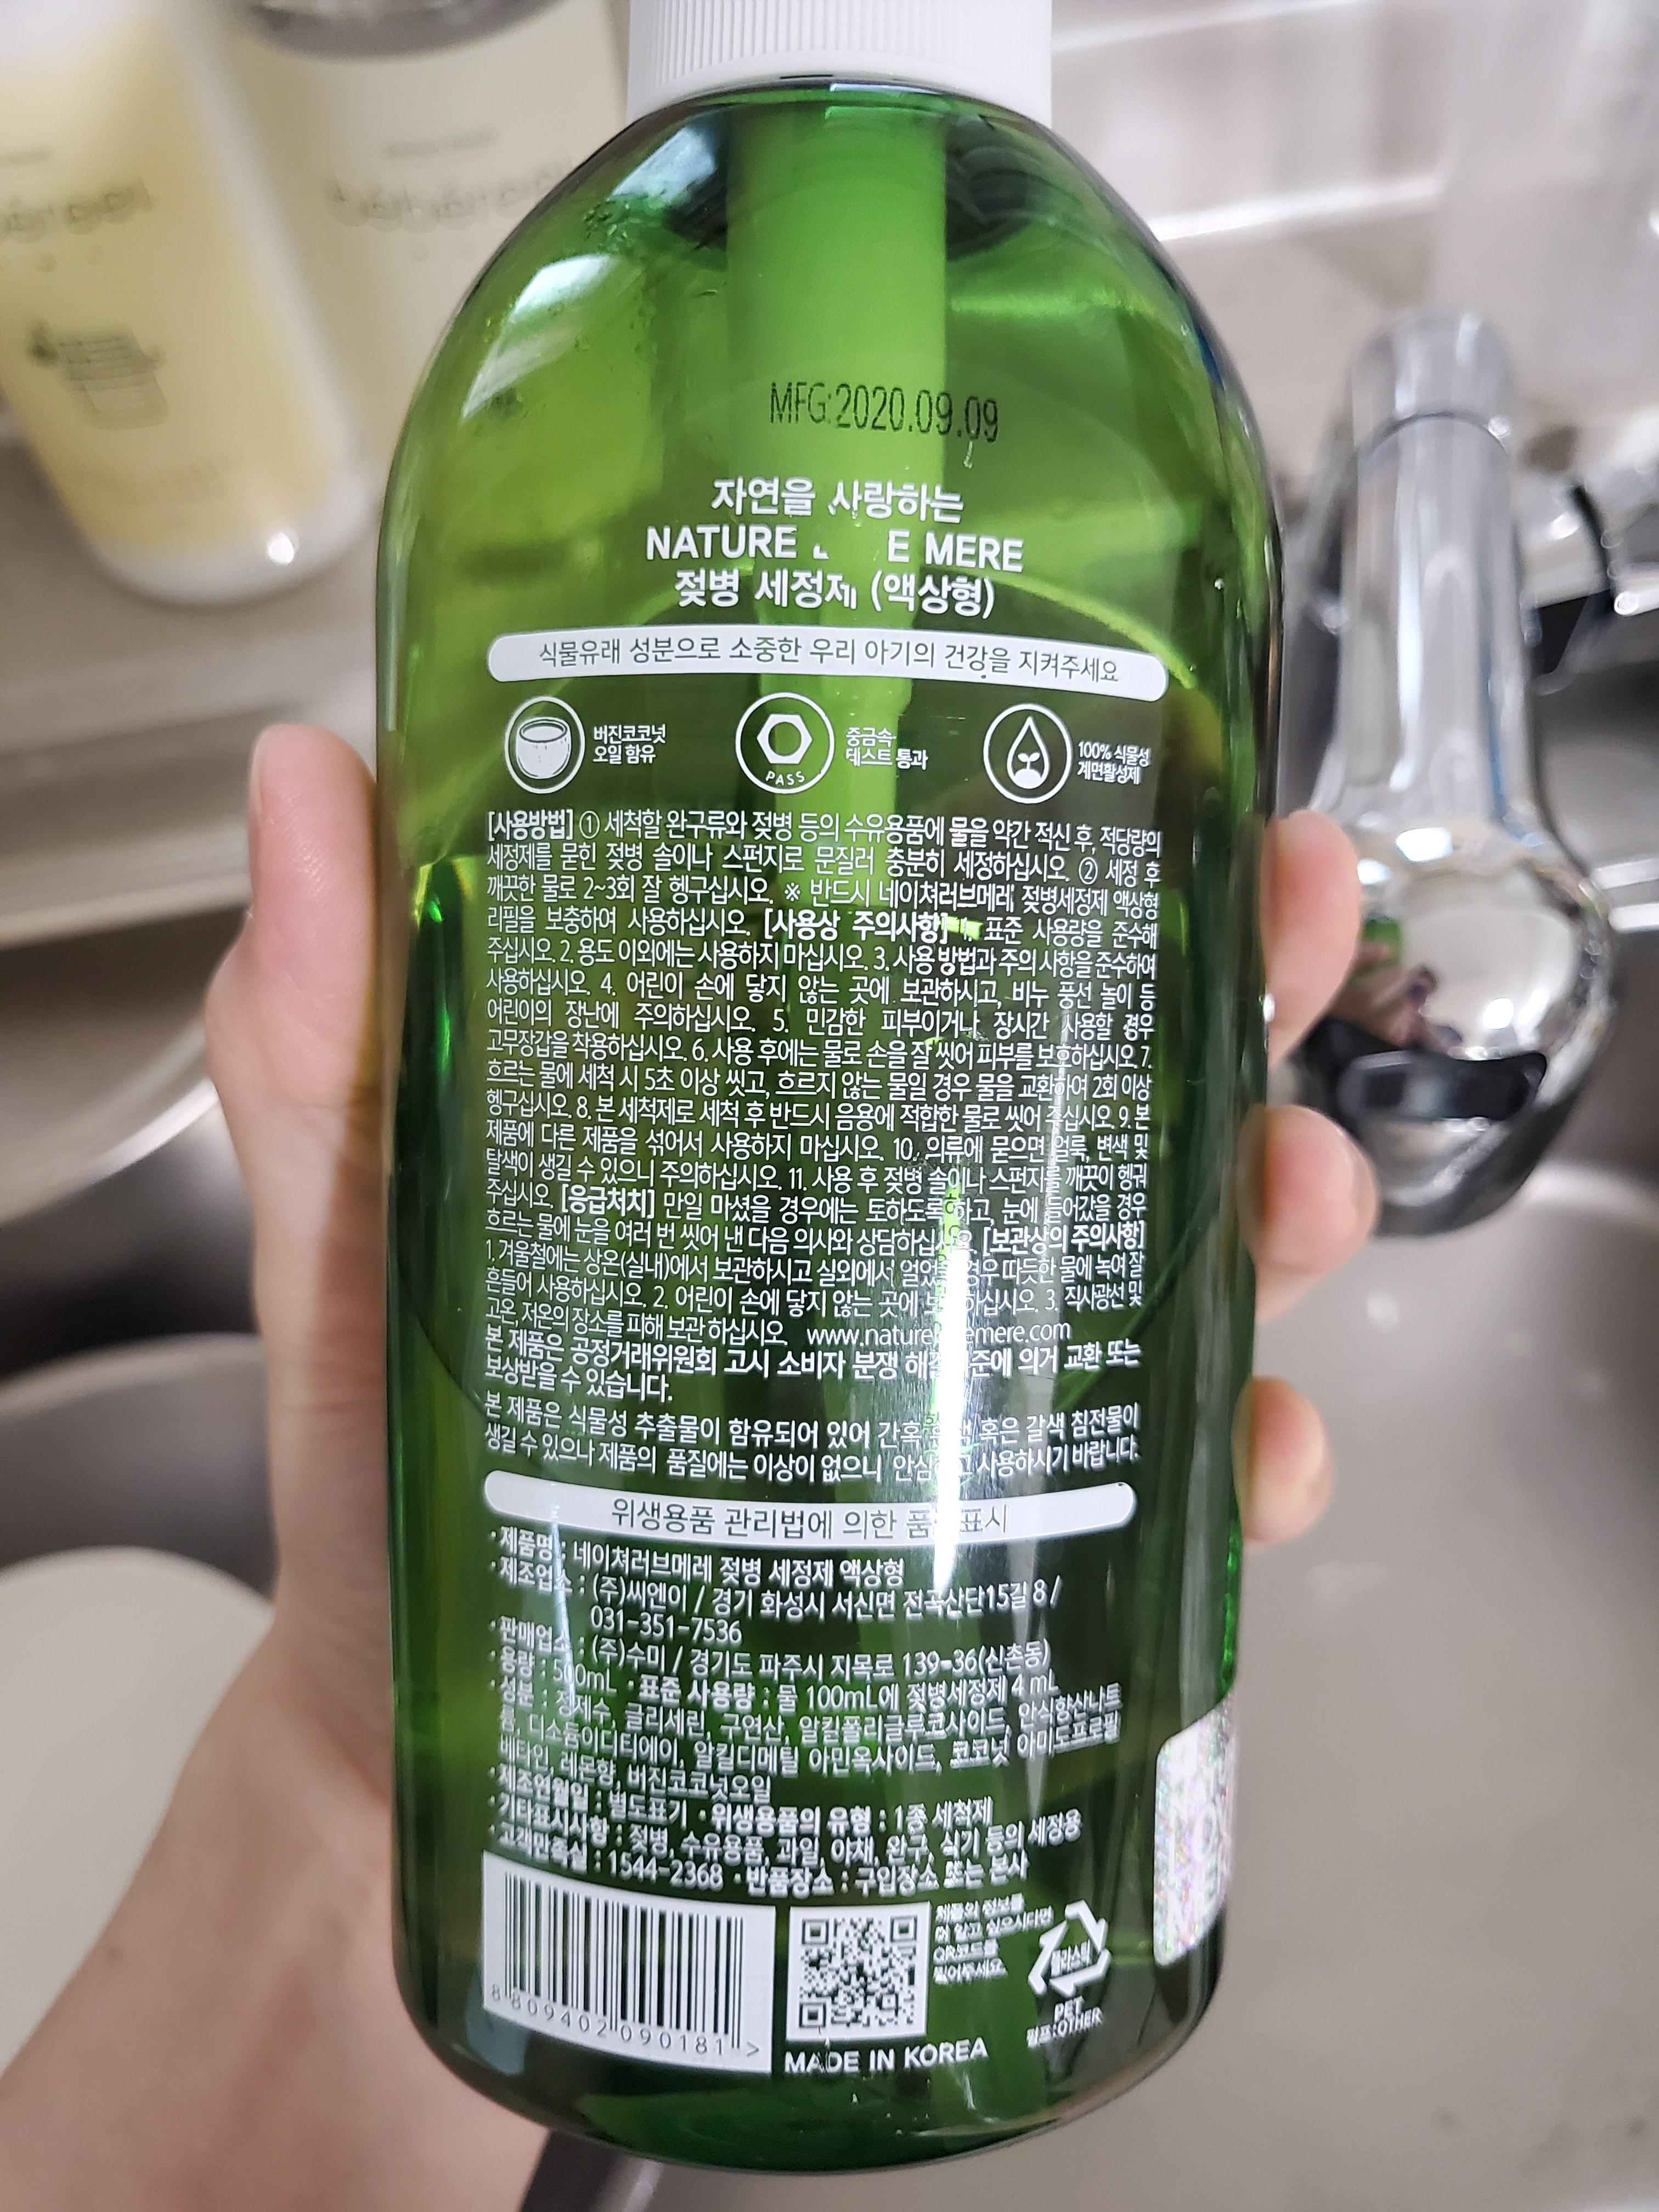 MFG:2020.09.09
자연을 사랑하는
NATURE MERE
젖병 세정제 (액상형)
식물유래 성분으로 소중한 우리 아기의 건강을 지켜주세요
버진코코넛
오일 함유
PASS
중금속
테스트 통과
100% 식물성
계면활성제
[사용방법] ① 세척할 완구류와 젖병 등의 수유용품에 물을 약간 적신 후, 적당량의
세정제를 묻힌 젖병 솔이나 스펀지로 문질러 충분히 세정하십시오. ② 세정 후
깨끗한 물로 2~3회 잘 헹구십시오. ※ 반드시 네이쳐러브메레 젖병세정제 액상형
리필을 보충하여 사용하십시오. [사용상 주의사항] 1. 표준 사용량을 준수해
주십시오. 2. 용도 이외에는 사용하지 마십시오. 3. 사용 방법과 주의 사항을 준수하여
사용하십시오. 4. 어린이 손에 닿지 않는 곳에 보관하시고, 비누 풍선 놀이 등
어린이의 장난에 주의하십시오. 5. 민감한 피부이거나 장시간 사용할 경우
고무장갑을 착용하십시오. 6. 사용 후에는 물로 손을 잘 씻어 피부를 보호하십시오. 7.
흐르는 물에 세척 시 5초 이상 씻고, 흐르지 않는 물일 경우 물을 교환하여 2회 이상
헹구십시오. 8. 본 세척제로 세척 후 반드시 음용에 적합한 물로 씻어 주십시오. 9. 본
제품에 다른 제품을 섞어서 사용하지 마십시오. 10. 의류에 묻으면 얼룩, 변색 및
탈색이 생길 수 있으니 주의하십시오. 11. 사용 후 젖병 솔이나 스펀지를 깨끗이 헹궈
주십시오. [응급처치] 만일 마셨을 경우에는 토하도록 하고, 눈에 들어갔을 경우
흐르는 물에 눈을 여러 번 씻어 낸 다음 의사와 상담하십시오. [보관상의 주의사항]
1. 겨울철에는 상온(실내)에서 보관하시고 실외에서 얼었을 경우 따듯한 물에 녹여 잘
흔들어 사용하십시오. 2. 어린이 손에 닿지 않는 곳에 보관하십시오. 3. 직사광선 및
고온, 저온의 장소를 피해 보관 하십시오. www.naturelovemere.com
본 제품은 공정거래위원회 고시 소비자 분쟁 해결기준에 의거 교환 또는
보상받을 수 있습니다.
본 제품은 식물성 추출물이 함유되어 있어 간혹 혹은 갈색 침전물이
생길 수 있으나 제품의 품질에는 이상이 없으니 안심하고 사용하시기 바랍니다.
위생용품 관리법에 의한 품목표시
· 제품명 : 네이쳐러브메레 젖병 세정제 액상형
· 제조업소 : (주)씨엔이 / 경기 화성시 서신면 전곡산단15길 8 /
031-351-7536
· 판매업소 : (주)수미 / 경기도 파주시 지목로 139-36(신촌동)
· 용량 : 500mL · 표준 사용량 : 물 100mL에 젖병세정제 4 mL
· 성분 : 정제수, 글리세린, 구연산, 알킬폴리글루코사이드, 안식향산나트
륨, 디소듐이디티에이, 알킬디메틸 아민옥사이드, 코코넛 아미도프로필
베타인, 레몬향, 버진코코넛오일
· 제조연월일 : 별도표기 · 위생용품의 유형 : 1종 세척제
· 기타표시사항 : 젖병, 수유용품, 과일, 야채, 완구, 식기 등의 세정용
· 고객만족실 : 1544-2368 · 반품장소 : 구입장소 또는 본사
8 809402 090181 >
제품의 정보를
더 알고 싶으시다면
QR코드를
찍어주세요.
플라스틱
PET
펌프:OTHER
MADE IN KOREA